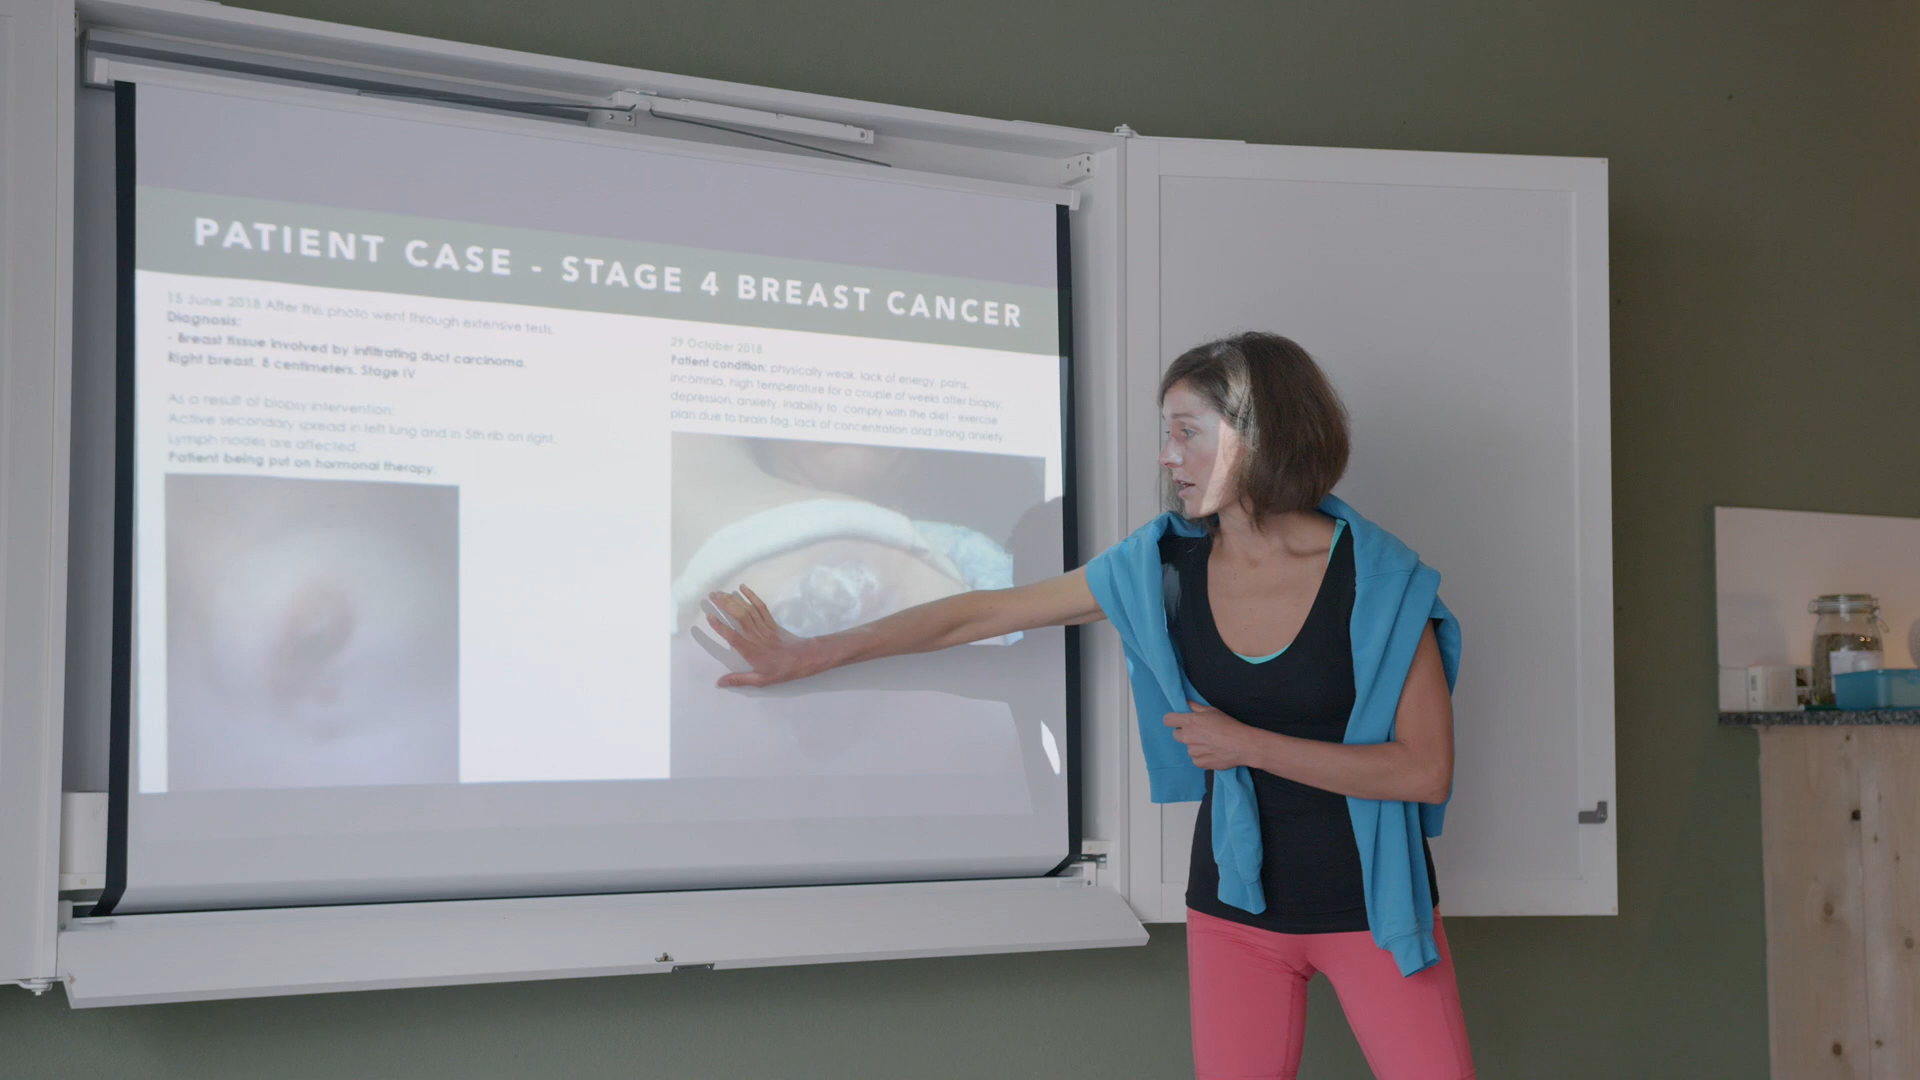 PATIENT CASE - STAGE 4 BREAST CANCER
15 June 2018 After this photo went through extensive tests.
Diagnosis:
- Breast tissue involved by infiltrating duct carcinoma.
Right breast, 8 centimeters. Stage IV
As a result of biopsy intervention:
Active secondary spread in left lung and in 5th rib on right.
Lymph nodes are affected.
Patient being put on hormonal therapy.
29 October 2018
Patient condition: physically weak, lack of energy, pains,
incomnia, high temperature for a couple of weeks after biopsy,
depression, anxiety. Inability to comply with the diet - exercise
plan due to brain fog, lack of concentration and strong anxiety.